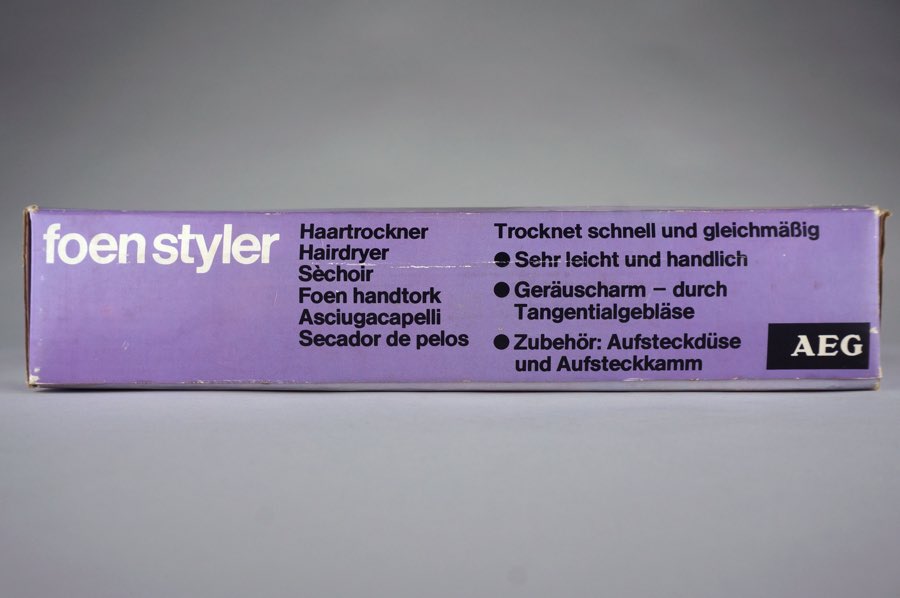 foen styler
Haartrockner
Hairdryer
Sèchoir
Foen handtork
Asciugacapelli
Secador de pelos
Trocknet schnell und gleichmäßig
● Sehr leicht und handlich
● Geräuscharm – durch
Tangentialgebläse
● Zubehör: Aufsteckdüse
und Aufsteckkamm
AEG